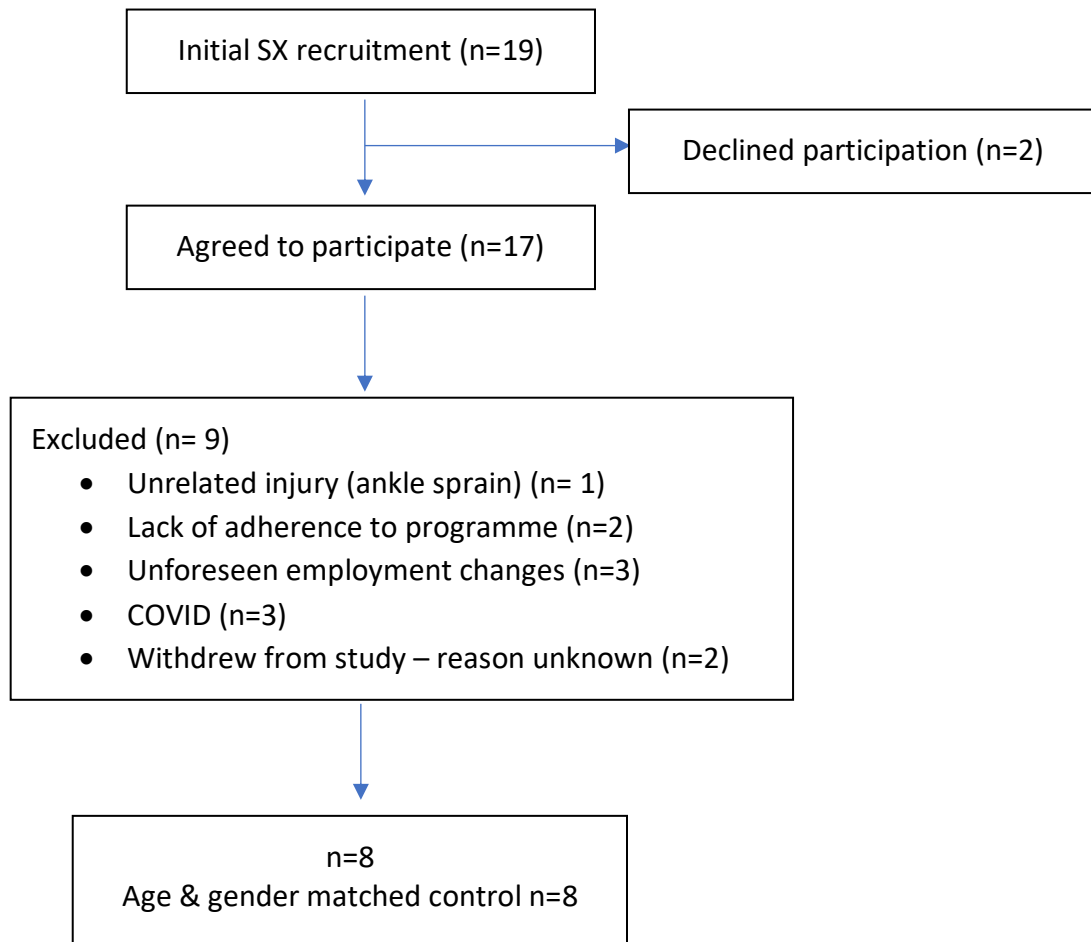 Initial SX recruitment (n=19)
Declined participation (n=2)
Agreed to participate (n=17)
Excluded (n= 9)
• Unrelated injury (ankle sprain) (n= 1)
• Lack of adherence to programme (n=2)
• Unforeseen employment changes (n=3)
• COVID (n=3)
• Withdrew from study – reason unknown (n=2)
n=8
Age & gender matched control n=8